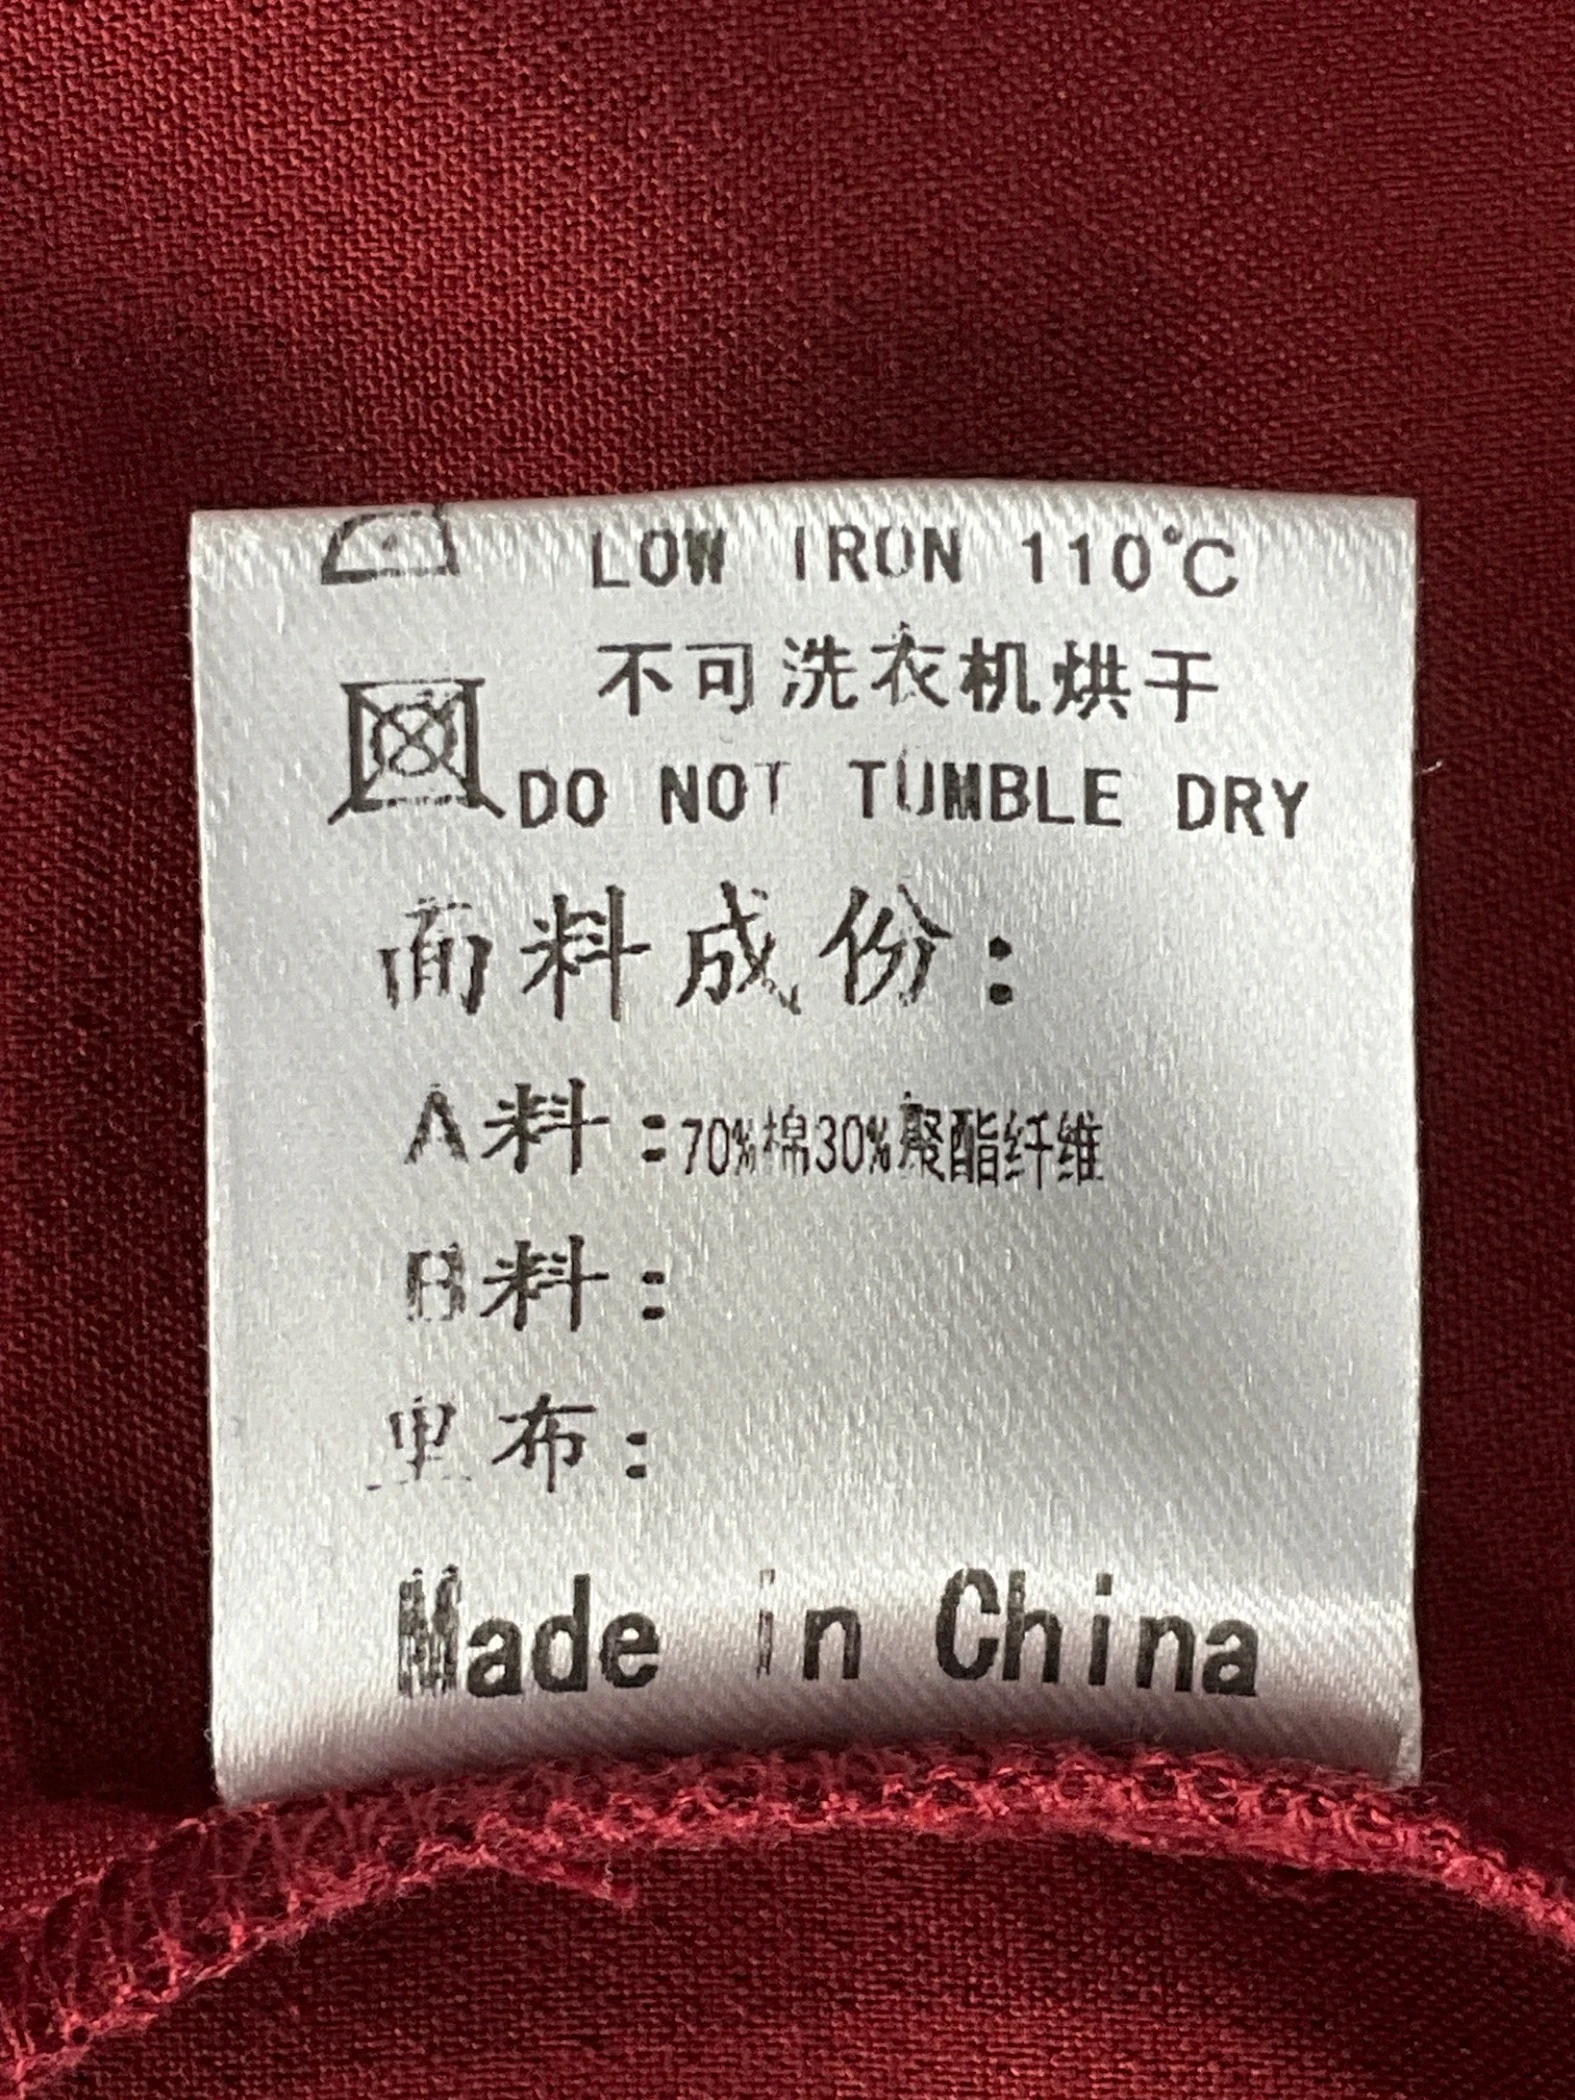 LOW IRON 110℃
不可洗衣机烘干
DO NOT TUMBLE DRY
面料成份:
A料:70%棉30%聚酯纤维
B料:
里布:
Made in China